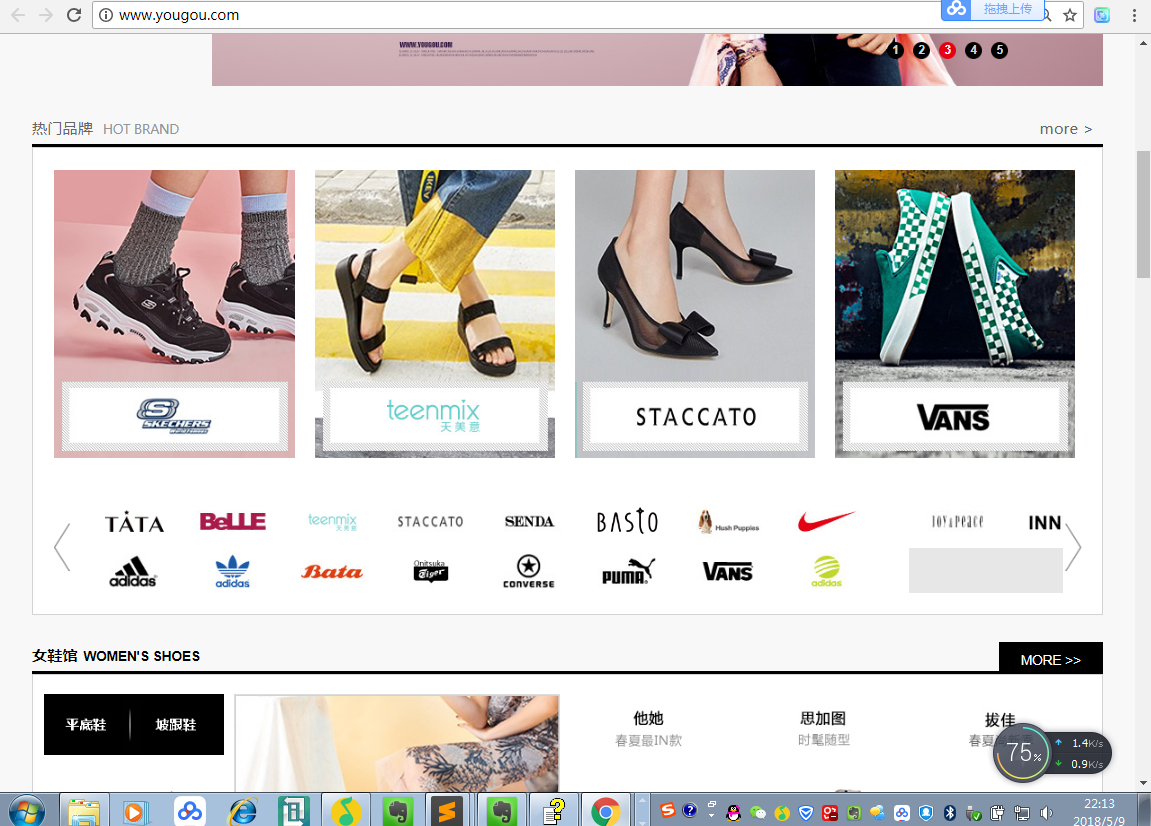 www.yougou.com
拖拽上传
WWW.YOUGOU.COM
1 2 3 4 5
热门品牌 HOT BRAND
more >
SKECHERS
teenmix
天美意
STACCATO
VANS
TATA
BeLLE
teenmix
天美意
STACCATO
SENDA
BASTO
Hush Puppies
JOY&PEACE
INN
adidas
adidas
Bata
Onitsuka
Tiger
CONVERSE
PUMA
VANS
adidas
女鞋馆 WOMEN'S SHOES
MORE >>
平底鞋
坡跟鞋
他她
思加图
拔佳
春夏最IN款
时髦随型
春夏
75%
1.4K/s
0.9K/s
22:13
2018/5/9